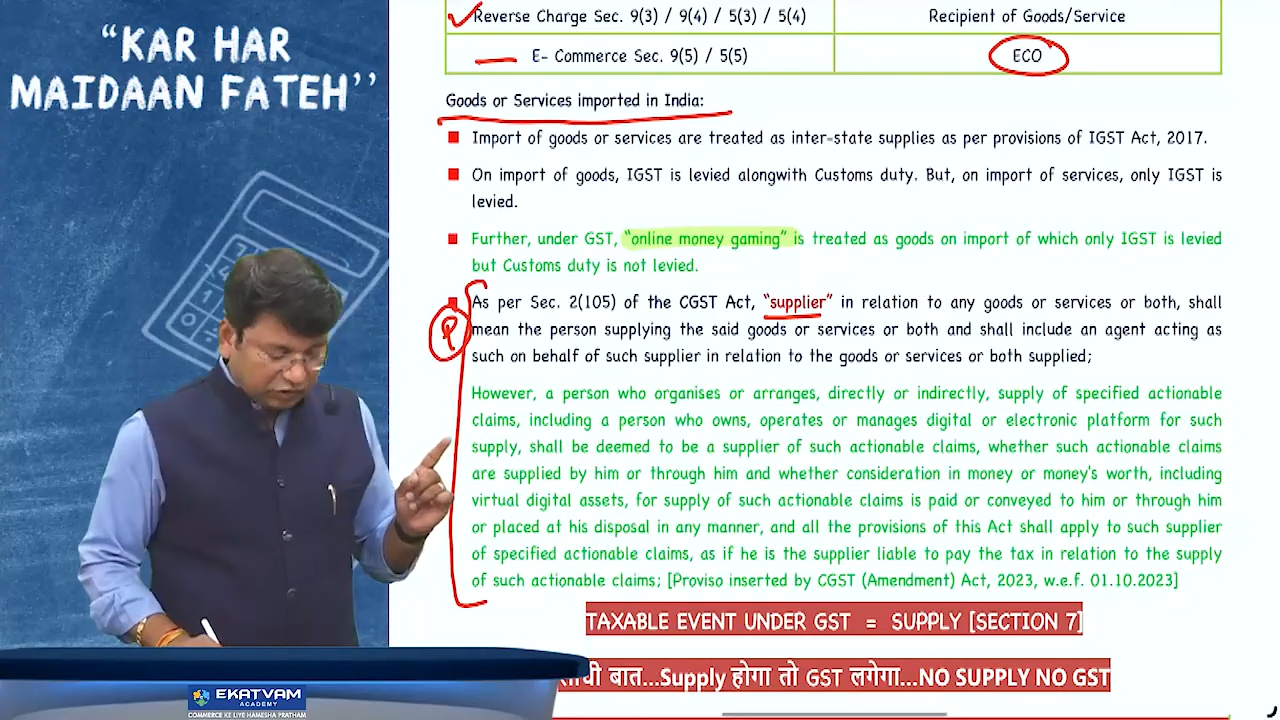 “KAR HAR
MAIDAAN FATEH’’
Reverse Charge Sec. 9(3) / 9(4) / 5(3) / 5(4)
Recipient of Goods/Service
E- Commerce Sec. 9(5) / 5(5)
ECO
Goods or Services imported in India:
Import of goods or services are treated as inter-state supplies as per provisions of IGST Act, 2017.
On import of goods, IGST is levied alongwith Customs duty. But, on import of services, only IGST is
levied.
Further, under GST, “online money gaming” is treated as goods on import of which only IGST is levied
but Customs duty is not levied.
As per Sec. 2(105) of the CGST Act, “supplier” in relation to any goods or services or both, shall
mean the person supplying the said goods or services or both and shall include an agent acting as
such on behalf of such supplier in relation to the goods or services or both supplied;
However, a person who organises or arranges, directly or indirectly, supply of specified actionable
claims, including a person who owns, operates or manages digital or electronic platform for such
supply, shall be deemed to be a supplier of such actionable claims, whether such actionable claims
are supplied by him or through him and whether consideration in money or money's worth, including
virtual digital assets, for supply of such actionable claims is paid or conveyed to him or through him
or placed at his disposal in any manner, and all the provisions of this Act shall apply to such supplier
of specified actionable claims, as if he is the supplier liable to pay the tax in relation to the supply
of such actionable claims; [Proviso inserted by CGST (Amendment) Act, 2023, w.e.f. 01.10.2023]
TAXABLE EVENT UNDER GST = SUPPLY [SECTION 7]
बात...Supply होगा तो GST लगेगा...NO SUPPLY NO GST
EKATVAM
ACADEMY
COMMERCE KE LIYE HAMESHA PRATHAM